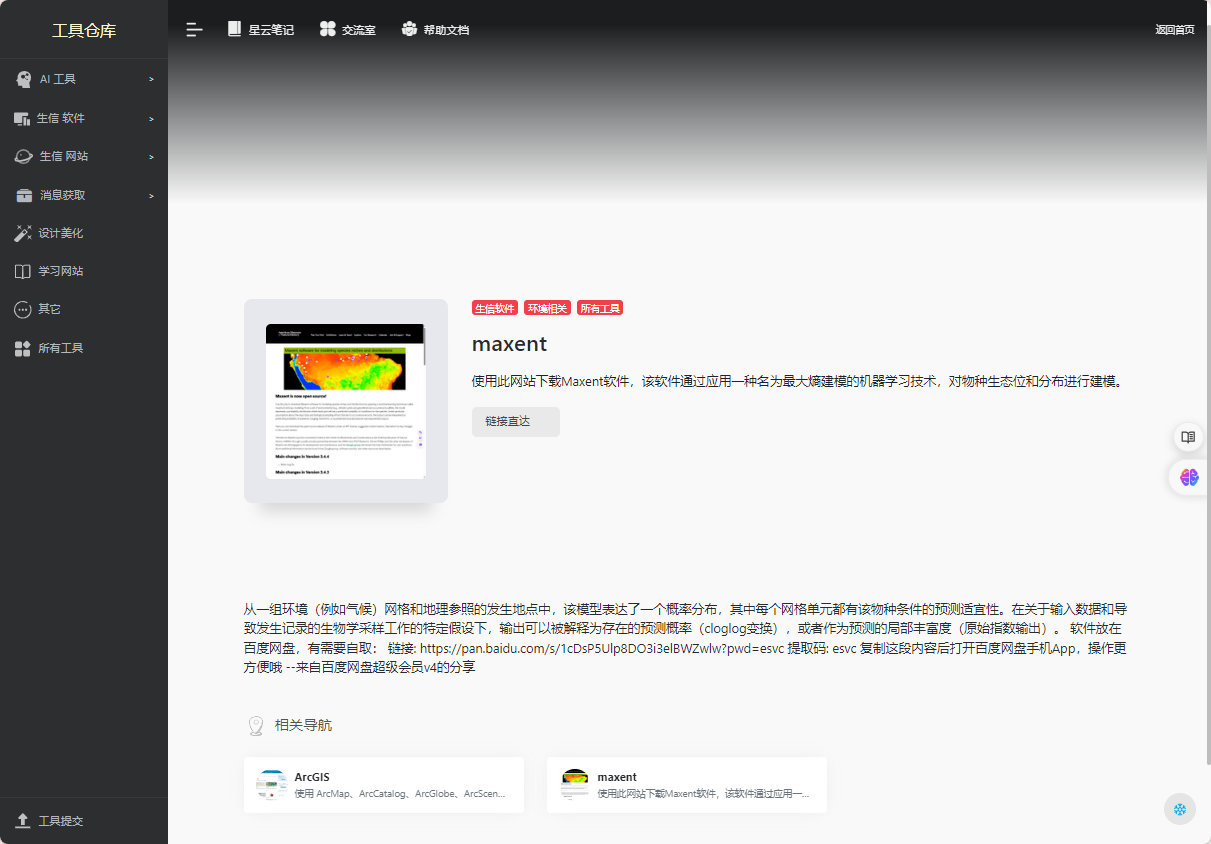 工具仓库
星云笔记
交流室
帮助文档
返回首页
AI 工具
生信 软件
生信 网站
消息获取
设计美化
学习网站
其它
所有工具
工具提交
生信软件 环境相关 所有工具
maxent
使用此网站下载Maxent软件，该软件通过应用一种名为最大熵建模的机器学习技术，对物种生态位和分布进行建模。
链接直达
Maxent is now open source!
Main changes in Version 3.4.4
Main changes in Version 3.4.2
从一组环境（例如气候）网格和地理参照的发生地点中，该模型表达了一个概率分布，其中每个网格单元都有该物种条件的预测适宜性。在关于输入数据和导
致发生记录的生物学采样工作的特定假设下，输出可以被解释为存在的预测概率（cloglog变换），或者作为预测的局部丰富度（原始指数输出）。 软件放在
百度网盘，有需要自取： 链接: https://pan.baidu.com/s/1cDsP5Ulp8DO3i3elBWZwlw?pwd=esvc 提取码: esvc 复制这段内容后打开百度网盘手机App，操作更
方便哦 --来自百度网盘超级会员v4的分享
相关导航
ArcGIS
使用 ArcMap、ArcCatalog、ArcGlobe、ArcScen...
maxent
使用此网站下载Maxent软件，该软件通过应用一...